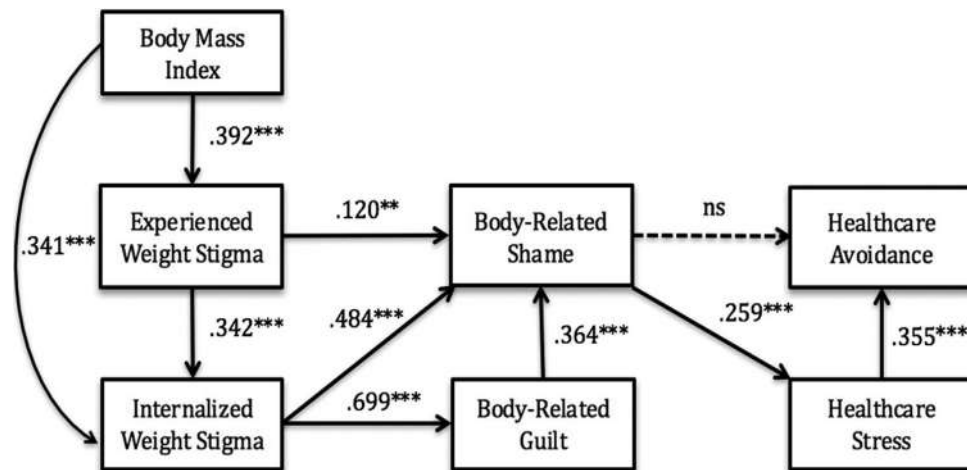 Body Mass
Index
.392***
Experienced
Weight Stigma
.120**
Body-Related
Shame
ns
Healthcare
Avoidance
.341***
.342***
.484***
.364***
.259***
.355***
Internalized
Weight Stigma
.699***
Body-Related
Guilt
Healthcare
Stress